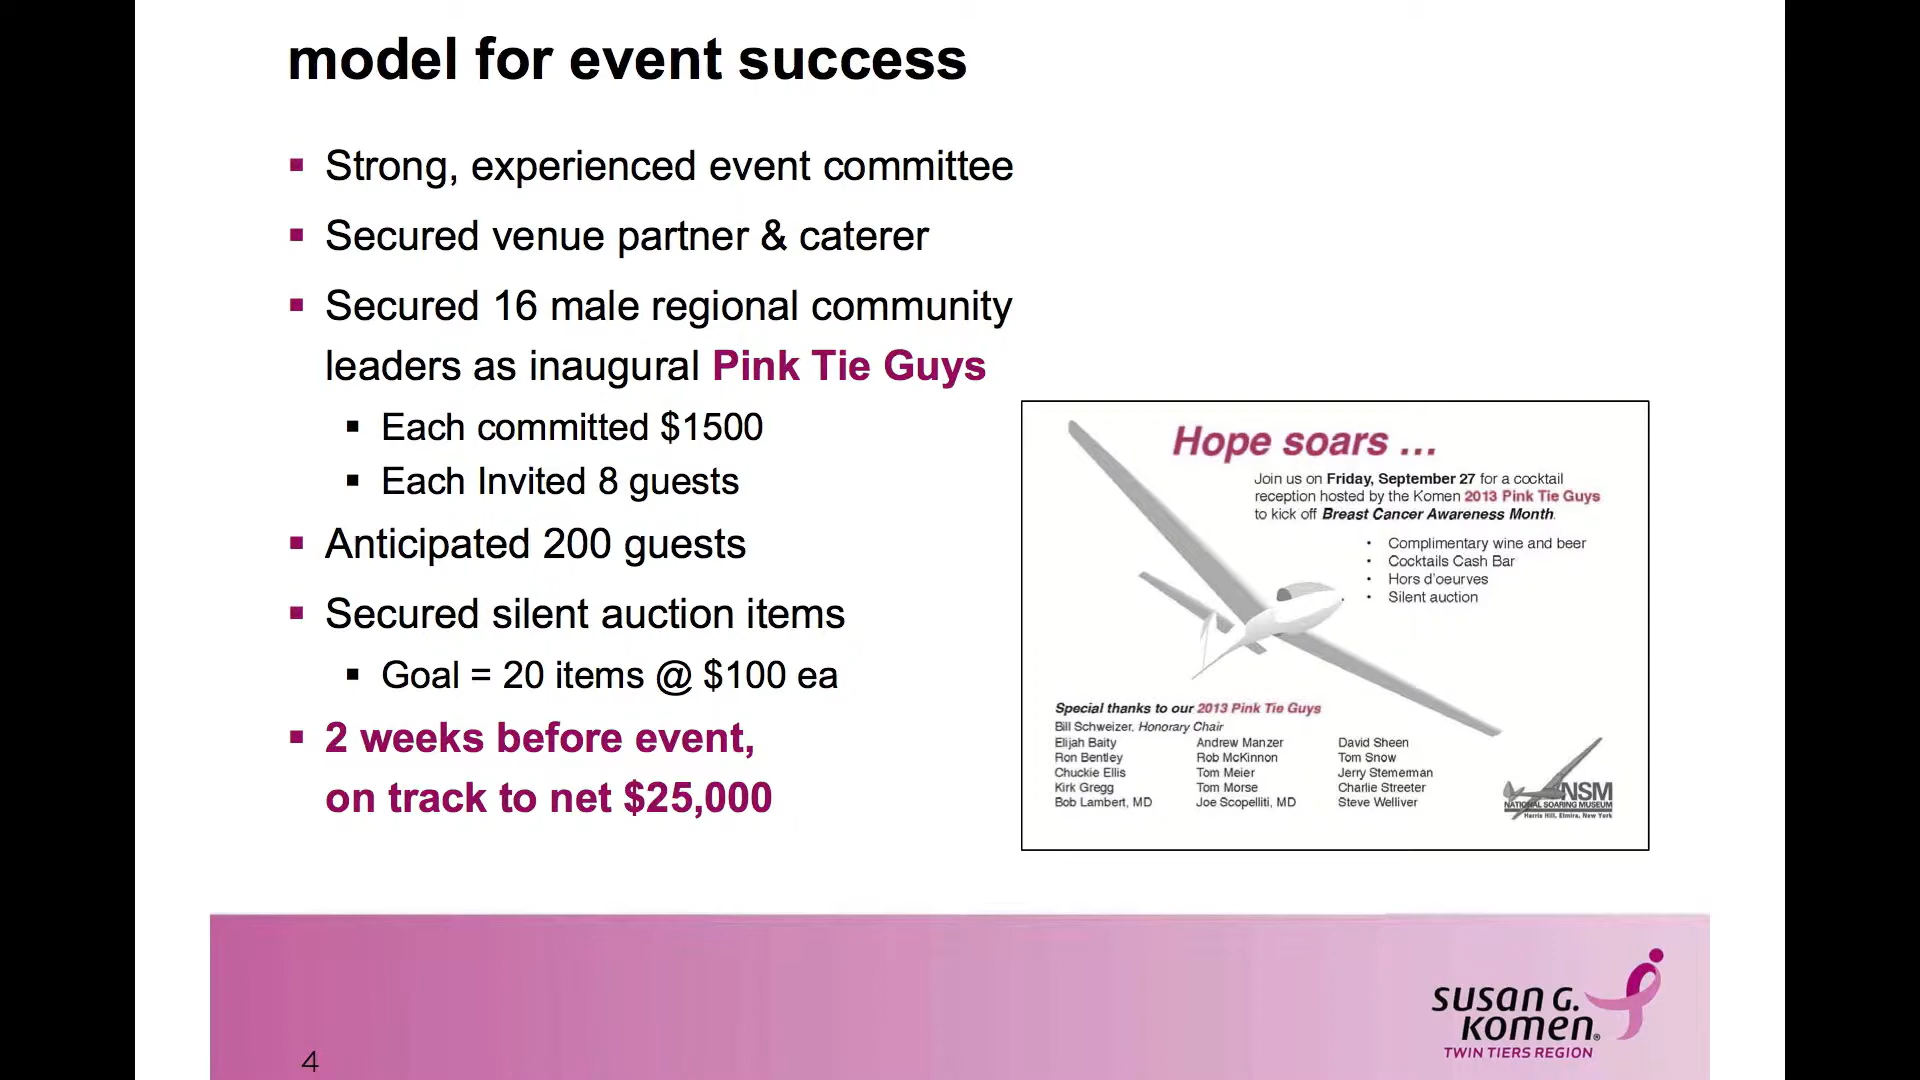 model for event success
Strong, experienced event committee
Secured venue partner & caterer
Secured 16 male regional community
leaders as inaugural Pink Tie Guys
Each committed $1500
Each Invited 8 guests
Anticipated 200 guests
Secured silent auction items
Goal = 20 items @ $100 ea
2 weeks before event,
on track to net $25,000
Hope soars ...
Join us on Friday, September 27 for a cocktail
reception hosted by the Komen 2013 Pink Tie Guys
to kick off Breast Cancer Awareness Month.
• Complimentary wine and beer
• Cocktails Cash Bar
• Hors d'oeurves
• Silent auction
Special thanks to our 2013 Pink Tie Guys
Bill Schweizer, Honorary Chair
Elijah Baity
Ron Bentley
Chuckie Ellis
Kirk Gregg
Bob Lambert, MD
Andrew Manzer
Rob McKinnon
Tom Meier
Tom Morse
Joe Scopelliti, MD
David Sheen
Tom Snow
Jerry Stemerman
Charlie Streeter
Steve Welliver
NSM
NATIONAL SOARING MUSEUM
Harris Hill, Elmira, New York
susan G.
komen®
TWIN TIERS REGION
4